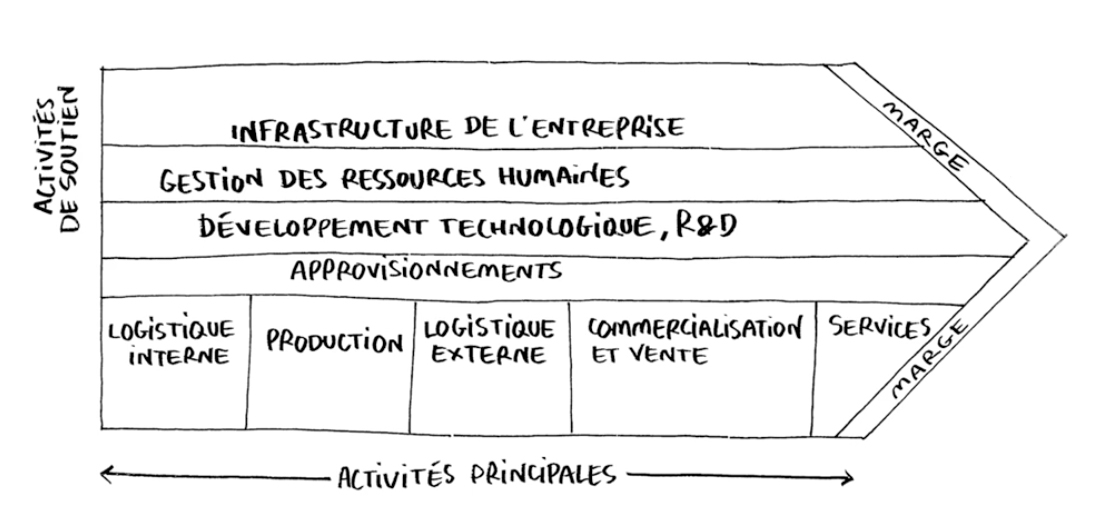 ACTIVITÉS
DE SOUTIEN
INFRASTRUCTURE DE L'ENTREPRISE
MARGE
GESTION DES RESSOURCES HUMAINES
DÉVELOPPEMENT TECHNOLOGIQUE, R&D
APPROVISIONNEMENTS
LOGISTIQUE
INTERNE
PRODUCTION
LOGISTIQUE
EXTERNE
COMMERCIALISATION
ET VENTE
SERVICES
MARGE
ACTIVITÉS PRINCIPALES